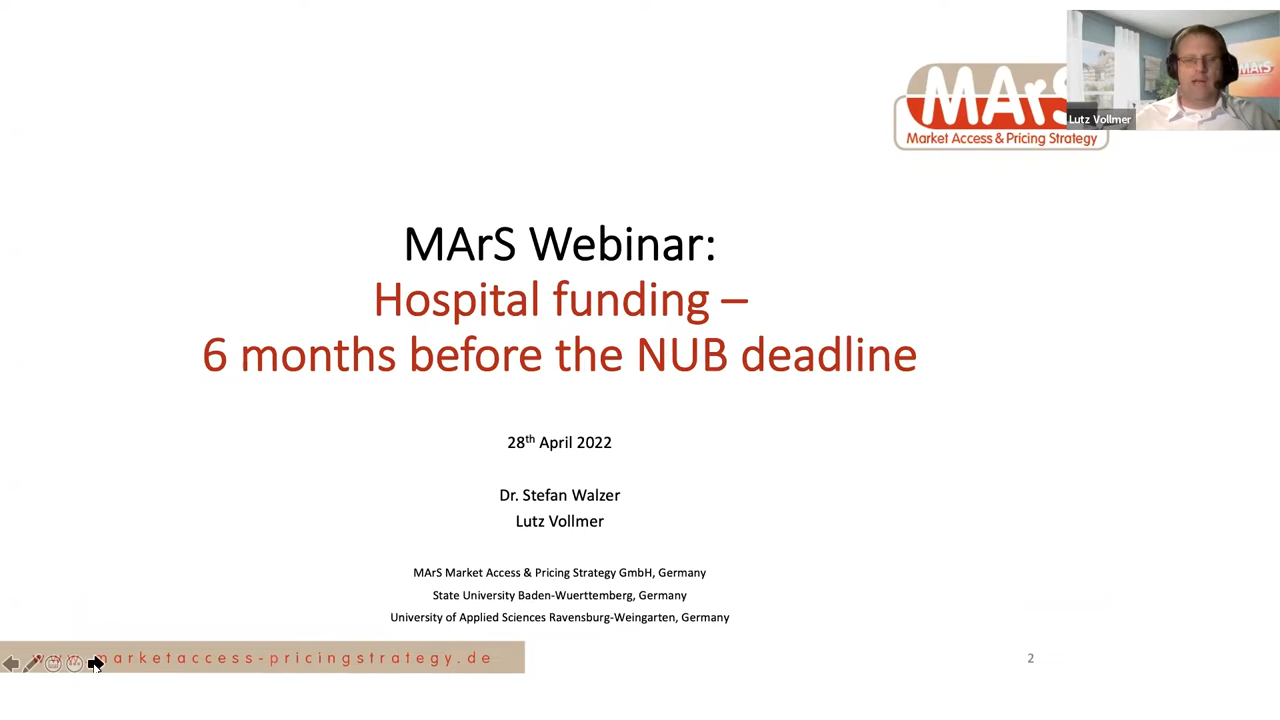 MArS
Market Access & Pricing Strategy
MArS
Lutz Vollmer
MArS Webinar:
Hospital funding –
6 months before the NUB deadline
28th April 2022
Dr. Stefan Walzer
Lutz Vollmer
MArS Market Access & Pricing Strategy GmbH, Germany
State University Baden-Wuerttemberg, Germany
University of Applied Sciences Ravensburg-Weingarten, Germany
www.marketaccess-pricingstrategy.de
2